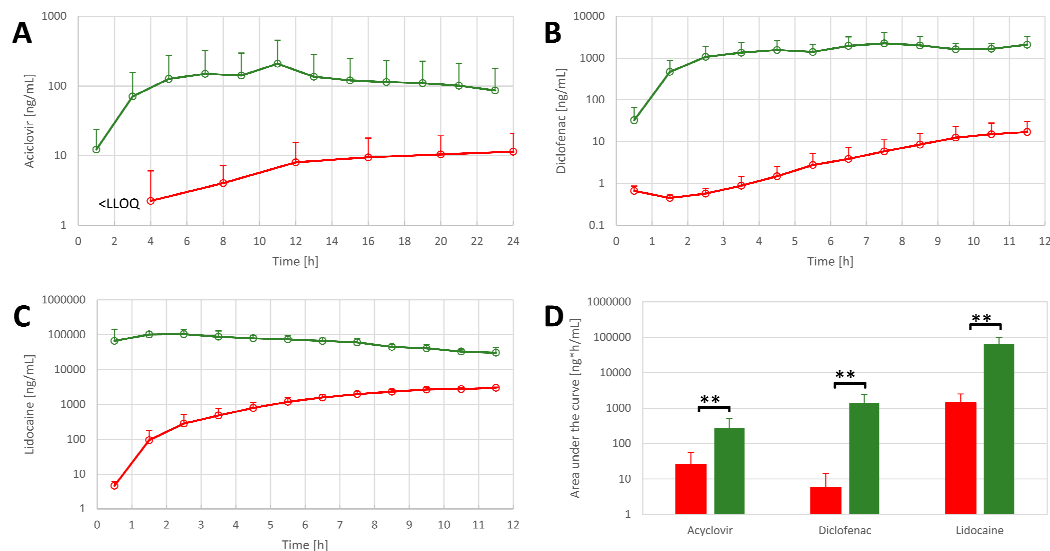 A
Aciclovir [ng/mL]
1000
100
10
1
<LLOQ
0 2 4 6 8 10 12 14 16 18 20 22 24
Time [h]
B
Diclofenac [ng/mL]
10000
1000
100
10
1
0.1
0 1 2 3 4 5 6 7 8 9 10 11 12
Time [h]
C
Lidocaine [ng/mL]
1000000
100000
10000
1000
100
10
1
0 1 2 3 4 5 6 7 8 9 10 11 12
Time [h]
D
Area under the curve [ng*h/mL]
1000000
100000
10000
1000
100
10
1
**
**
**
Acyclovir Diclofenac Lidocaine